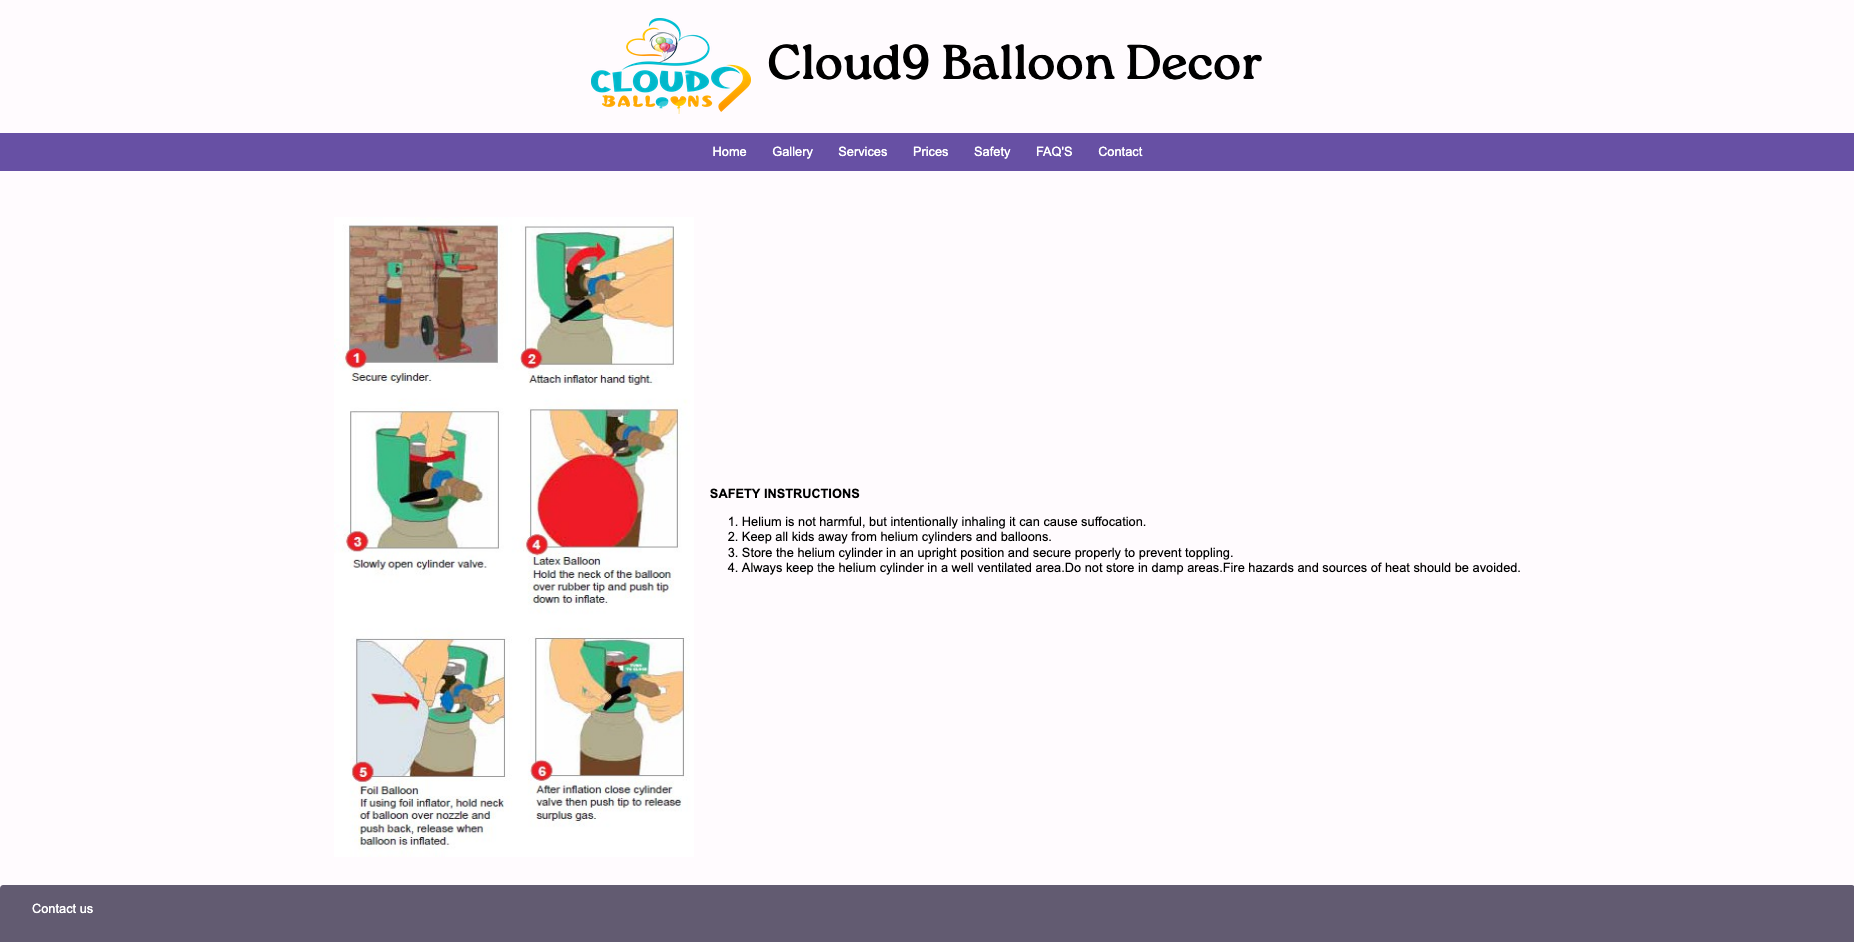 CLOUD9
BALLOONS
Cloud9 Balloon Decor
Home Gallery Services Prices Safety FAQ'S Contact
1
Secure cylinder.
2
Attach inflator hand tight.
3
Slowly open cylinder valve.
4
Latex Balloon
Hold the neck of the balloon
over rubber tip and push tip
down to inflate.
5
Foil Balloon
If using foil inflator, hold neck
of balloon over nozzle and
push back, release when
balloon is inflated.
6
After inflation close cylinder
valve then push tip to release
surplus gas.
SAFETY INSTRUCTIONS
1. Helium is not harmful, but intentionally inhaling it can cause suffocation.
2. Keep all kids away from helium cylinders and balloons.
3. Store the helium cylinder in an upright position and secure properly to prevent toppling.
4. Always keep the helium cylinder in a well ventilated area.Do not store in damp areas.Fire hazards and sources of heat should be avoided.
Contact us